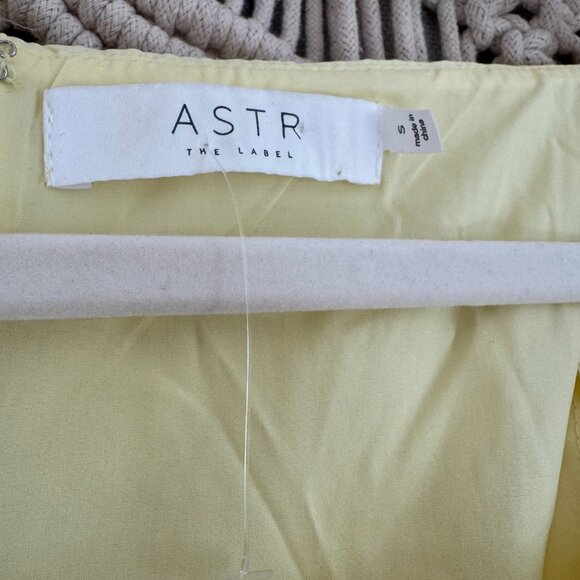 ASTR
THE LABEL
S
made in
china